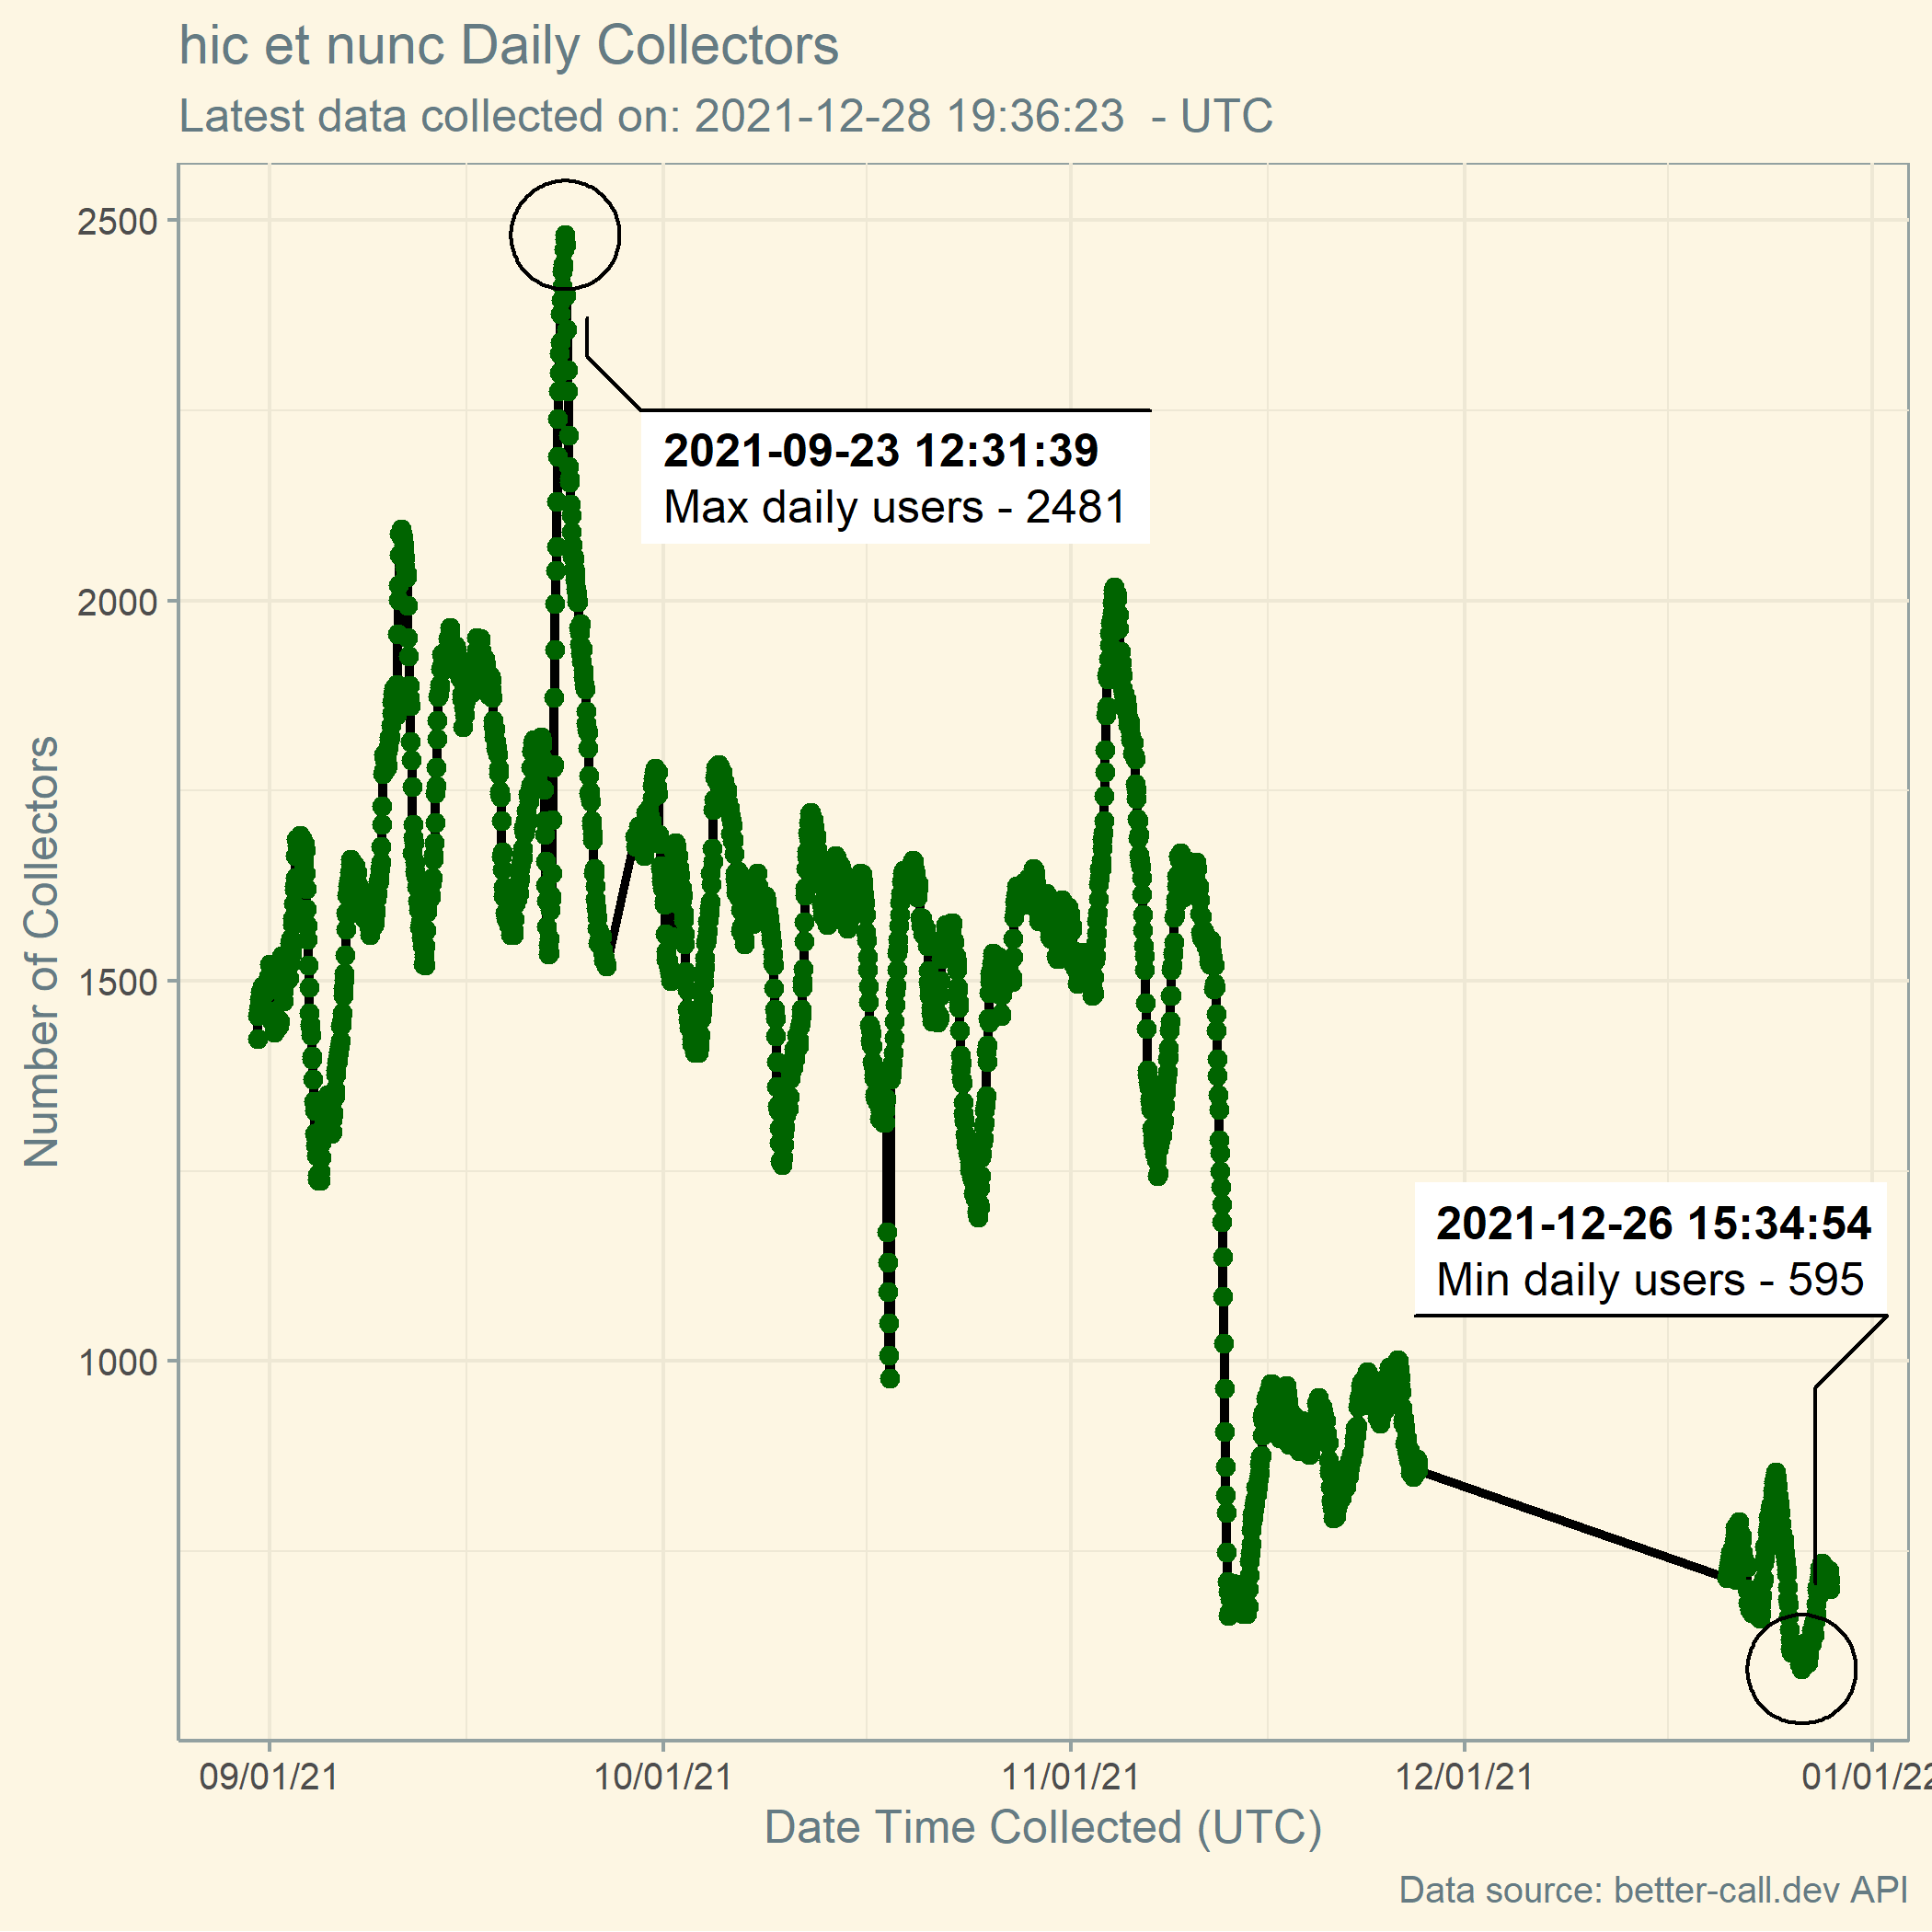 hic et nunc Daily Collectors
Latest data collected on: 2021-12-28 19:36:23  - UTC
2500
2000
1500
1000
Number of Collectors
2021-09-23 12:31:39
Max daily users - 2481
2021-12-26 15:34:54
Min daily users - 595
09/01/21
10/01/21
11/01/21
12/01/21
01/01/22
Date Time Collected (UTC)
Data source: better-call.dev API